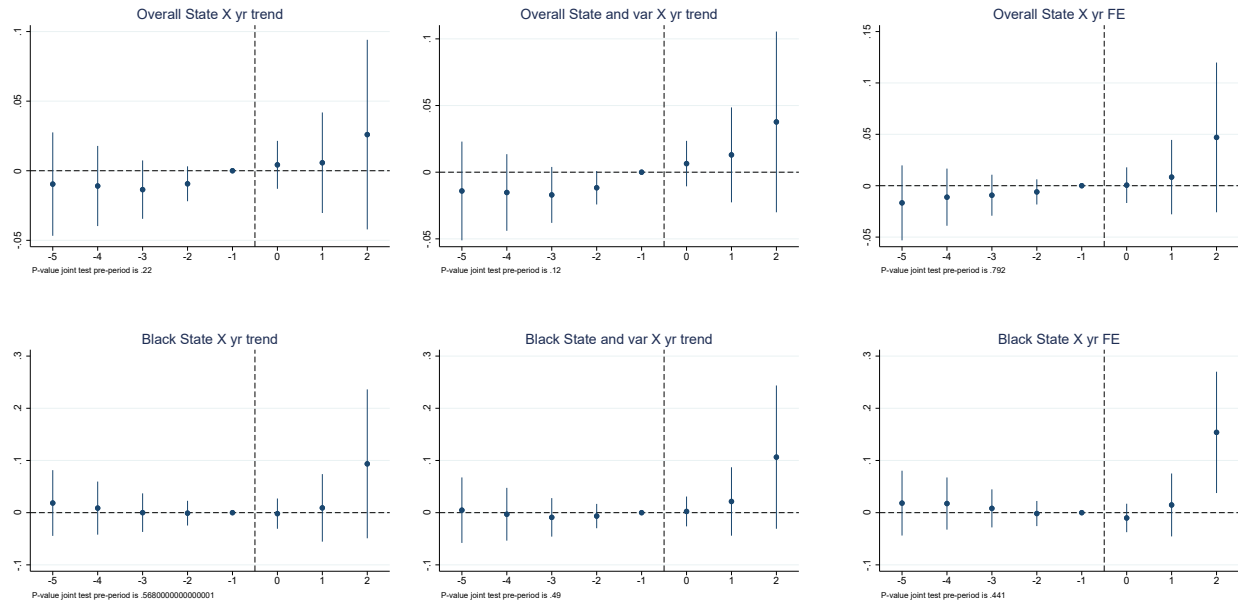 Overall State X yr trend
.1
.05
0
-.05
-5 -4 -3 -2 -1 0 1 2
P-value joint test pre-period is .22
Overall State and var X yr trend
.1
.05
0
-.05
-5 -4 -3 -2 -1 0 1 2
P-value joint test pre-period is .12
Overall State X yr FE
.15
.1
.05
0
-.05
-5 -4 -3 -2 -1 0 1 2
P-value joint test pre-period is .792
Black State X yr trend
.3
.2
.1
0
-.1
-5 -4 -3 -2 -1 0 1 2
P-value joint test pre-period is .5680000000000001
Black State and var X yr trend
.3
.2
.1
0
-.1
-5 -4 -3 -2 -1 0 1 2
P-value joint test pre-period is .49
Black State X yr FE
.3
.2
.1
0
-.1
-5 -4 -3 -2 -1 0 1 2
P-value joint test pre-period is .441